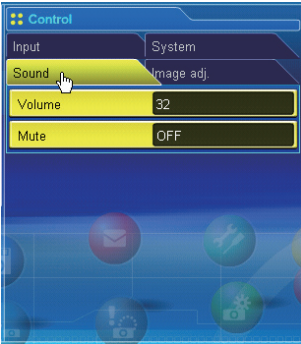 Control
Input System
Sound Image adj.
Volume 32
Mute OFF